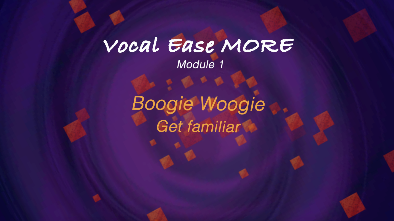 Vocal Ease MORE
Module 1
Boogie Woogie
Get familiar